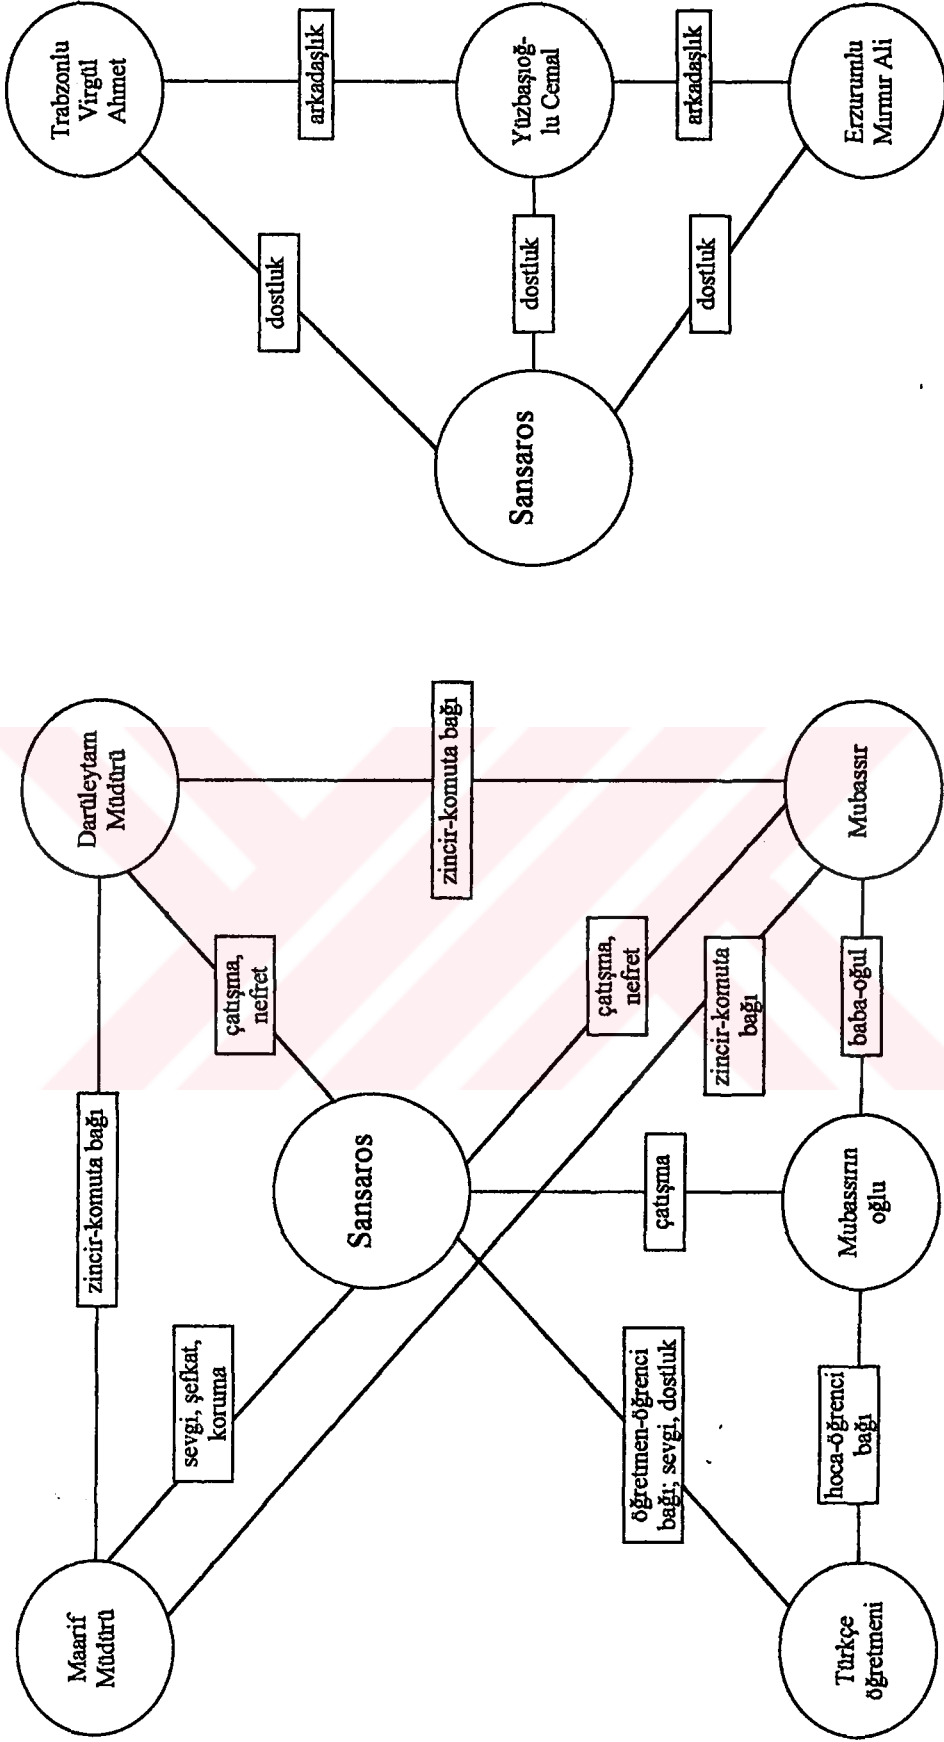 Maarif
Müdürü
zincir-komuta bağı
Darüleytam
Müdürü
sevgi, şefkat,
koruma
çatışma,
nefret
Sansaros
zincir-komuta bağı
öğretmen-öğrenci
bağı; sevgi, dostluk
çatışma
çatışma,
nefret
zincir-komuta
bağı
Türkçe
öğretmeni
hoca-öğrenci
bağı
Mubassırın
oğlu
baba-oğul
Mubassır
Trabzonlu
Virgül
Ahmet
dostluk
arkadaşlık
Sansaros
dostluk
Yüzbaşıoğ-
lu Cemal
dostluk
arkadaşlık
Erzurumlu
Mırmır Ali